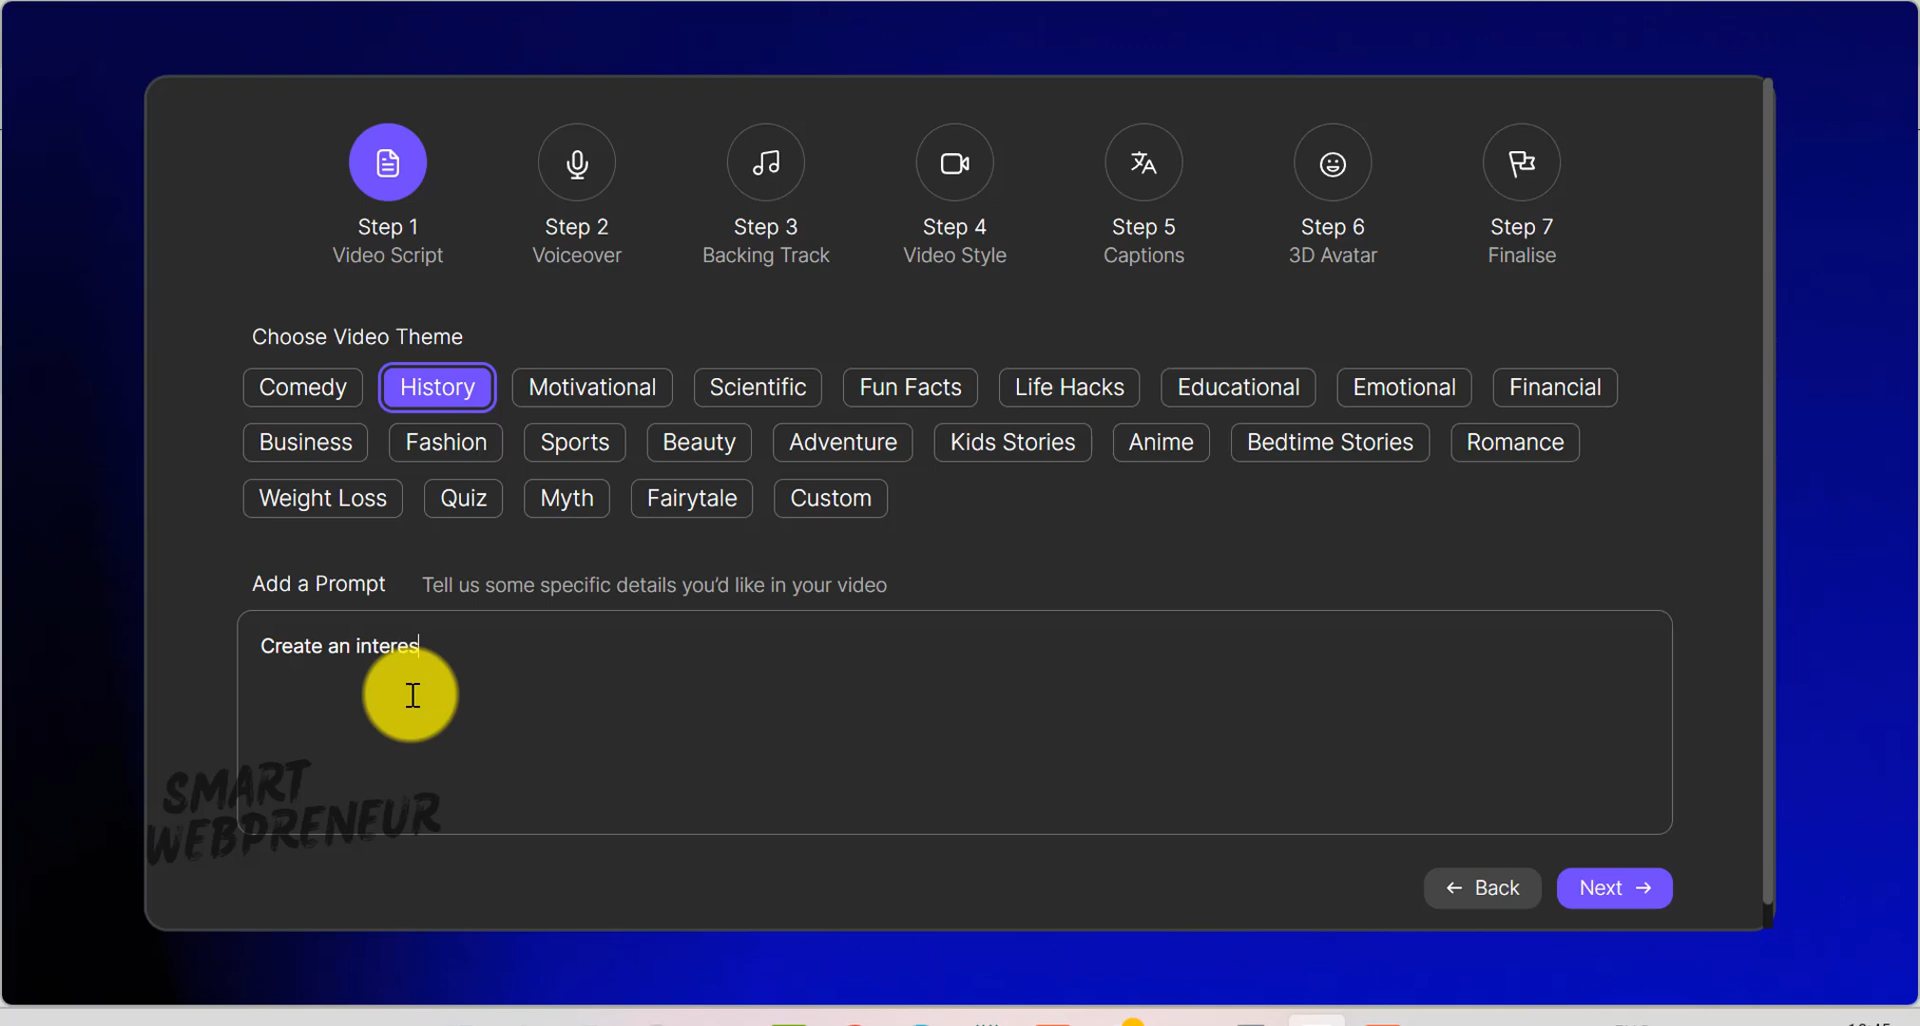 Step 1 Step 2 Step 3 Step 4 Step 5 Step 6 Step 7
Video Script Voiceover Backing Track Video Style Captions 3D Avatar Finalise
Choose Video Theme
Comedy History Motivational Scientific Fun Facts Life Hacks Educational Emotional Financial
Business Fashion Sports Beauty Adventure Kids Stories Anime Bedtime Stories Romance
Weight Loss Quiz Myth Fairytale Custom
Add a Prompt Tell us some specific details you'd like in your video
Create an interes
SMART
WEBPRENEUR
← Back Next →